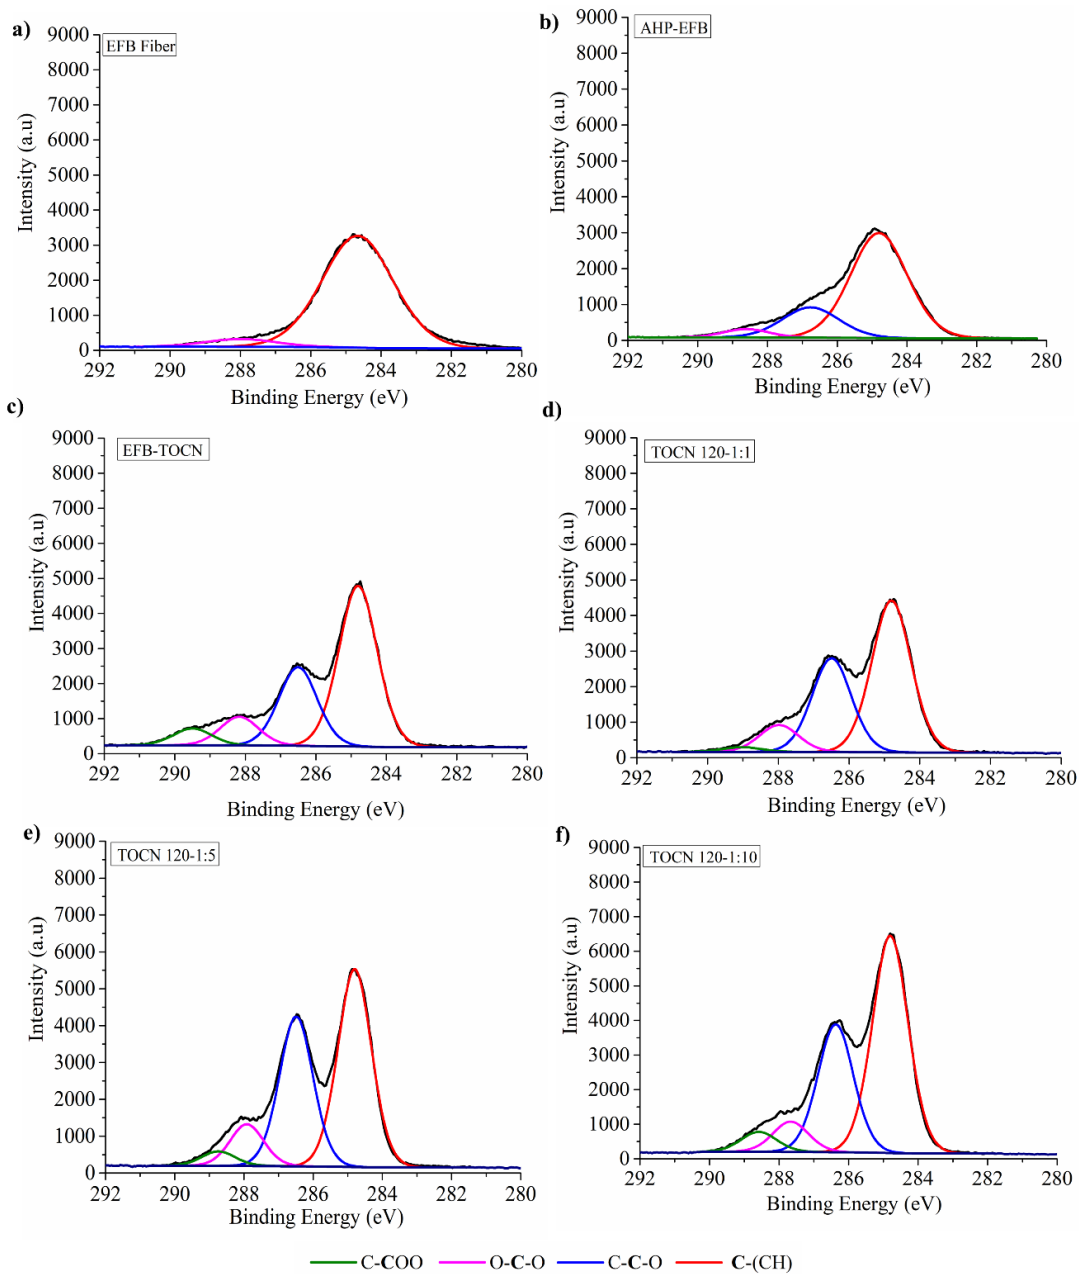 a)
EFB Fiber
9000
8000
7000
6000
5000
4000
3000
2000
1000
0
Intensity (a.u)
292 290 288 286 284 282 280
Binding Energy (eV)
b)
AHP-EFB
9000
8000
7000
6000
5000
4000
3000
2000
1000
0
Intensity (a.u)
292 290 288 286 284 282 280
Binding Energy (eV)
c)
EFB-TOCN
9000
8000
7000
6000
5000
4000
3000
2000
1000
0
Intensity (a.u)
292 290 288 286 284 282 280
Binding Energy (eV)
d)
TOCN 120-1:1
9000
8000
7000
6000
5000
4000
3000
2000
1000
0
Intensity (a.u)
292 290 288 286 284 282 280
Binding Energy (eV)
e)
TOCN 120-1:5
9000
8000
7000
6000
5000
4000
3000
2000
1000
0
Intensity (a.u)
292 290 288 286 284 282 280
Binding Energy (eV)
f)
TOCN 120-1:10
9000
8000
7000
6000
5000
4000
3000
2000
1000
0
Intensity (a.u)
292 290 288 286 284 282 280
Binding Energy (eV)
C-COO O-C-O C-C-O C-(CH)